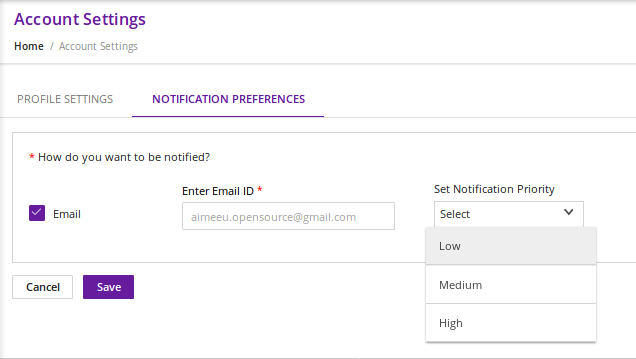 Account Settings
Home / Account Settings
PROFILE SETTINGS NOTIFICATION PREFERENCES
* How do you want to be notified?
Enter Email ID * Set Notification Priority
Email aimeeu.opensource@gmail.com Select
Low
Medium
High
Cancel Save